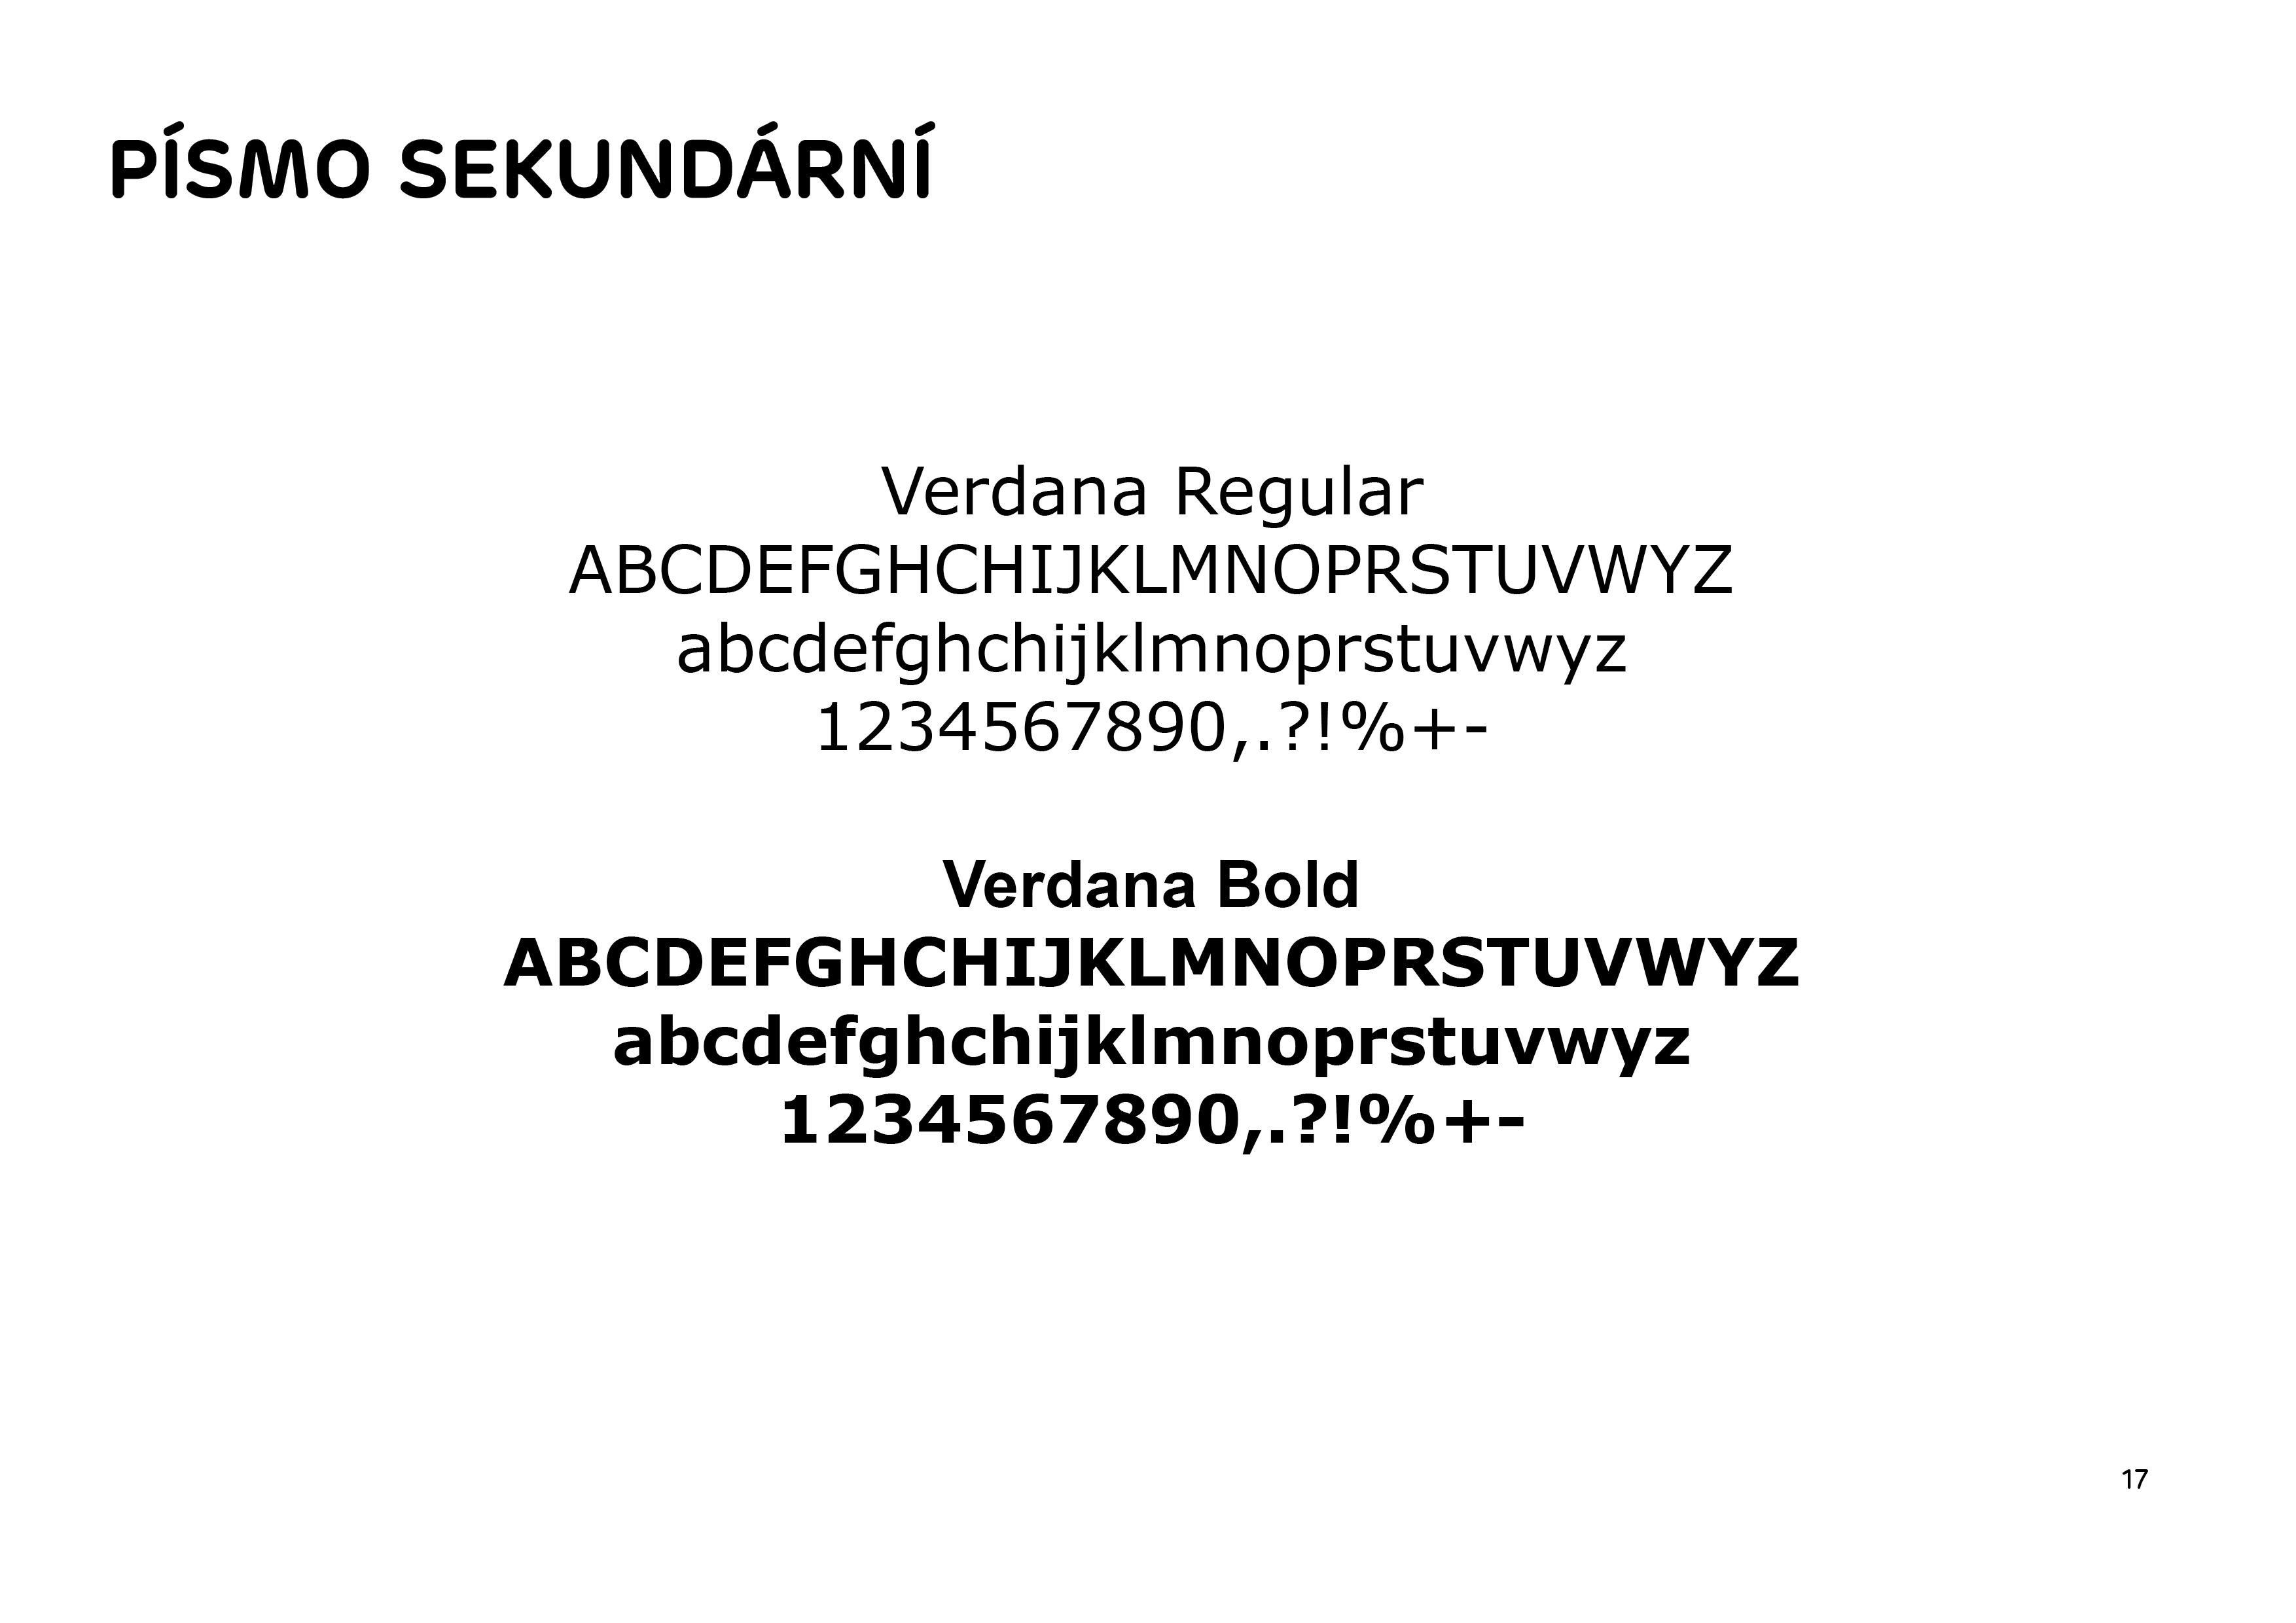 PÍSMO SEKUNDÁRNÍ
Verdana Regular
ABCDEFGHCHIJKLMNOPRSTUVWYZ
abcdefghchijklmnoprstuvwyz
1234567890,.?!%+-
Verdana Bold
ABCDEFGHCHIJKLMNOPRSTUVWYZ
abcdefghchijklmnoprstuvwyz
1234567890,.?!%+-
17